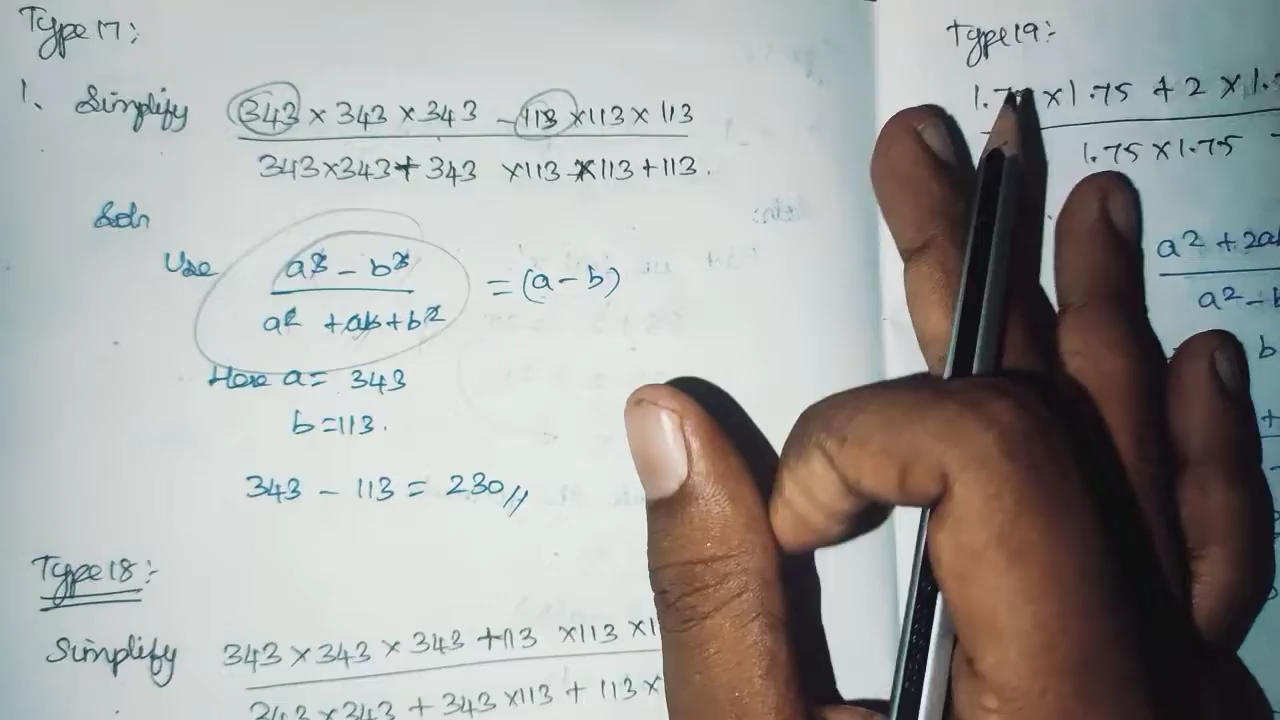 Type 17:
1. Simplify 343 × 343 × 343 - 113 × 113 × 113
343 × 343 + 343 × 113 × 113 + 113.
Soln
Use a³ - b³ = (a - b)
a² + ab + b²
Here a = 343
b = 113.
343 - 113 = 230 //
Type 18:-
Simplify 343 × 343 × 343 + 113 × 113 ×
343 × 343 + 343 × 113 + 113 ×
Type 19:-
× 1.75 + 2 ×
1.75 × 1.75
a² + 2a
a² -
b
+